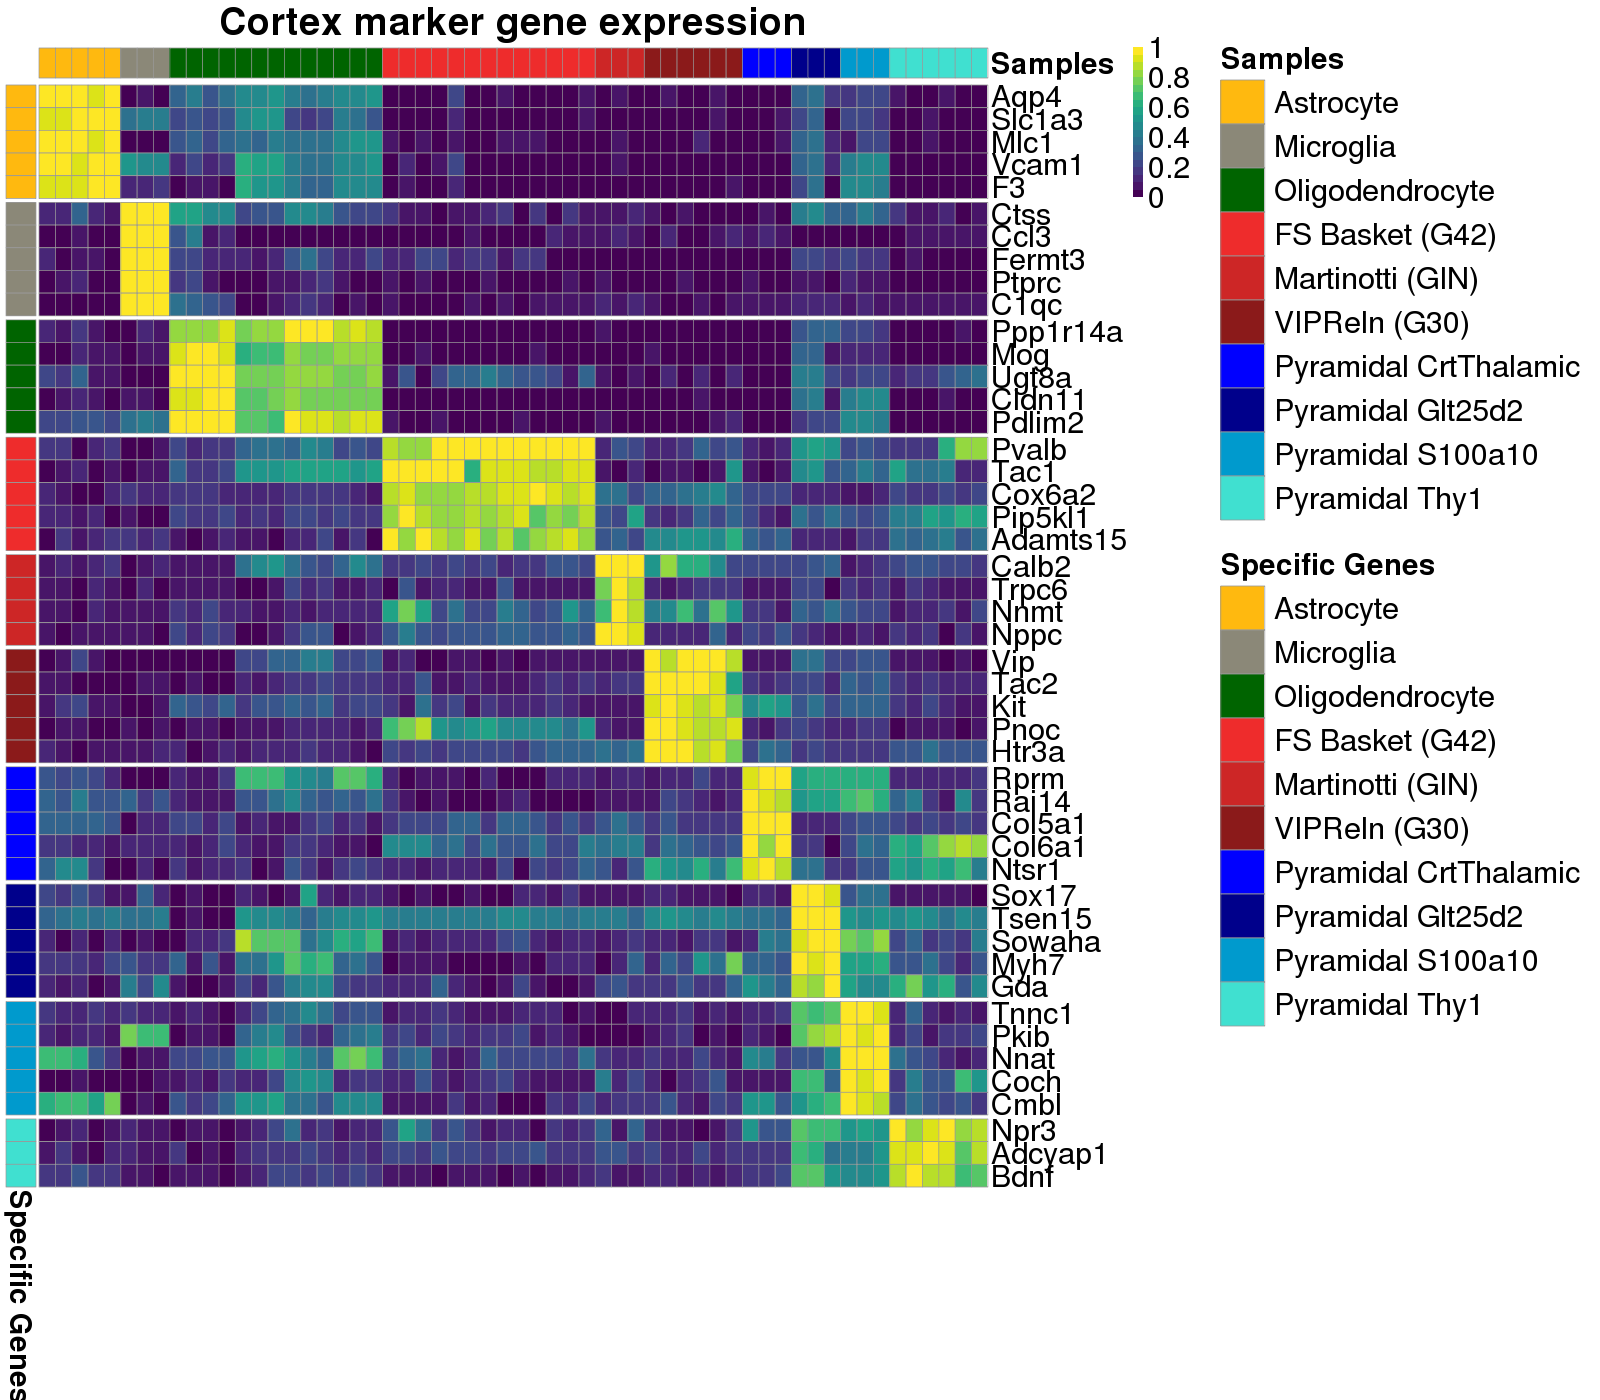 Cortex marker gene expression
Samples
Aqp4
Slc1a3
Mlc1
Vcam1
F3
Ctss
Ccl3
Fermt3
Ptprc
C1qc
Ppp1r14a
Mog
Ugt8a
Cldn11
Pdlim2
Pvalb
Tac1
Cox6a2
Pip5kl1
Adamts15
Calb2
Trpc6
Nnmt
Nppc
Vip
Tac2
Kit
Pnoc
Htr3a
Rprm
Rai14
Col5a1
Col6a1
Ntsr1
Sox17
Tsen15
Sowaha
Myh7
Gda
Tnnc1
Pkib
Nnat
Coch
Cmbl
Npr3
Adcyap1
Bdnf
Specific Genes
1
0.8
0.6
0.4
0.2
0
Samples
Astrocyte
Microglia
Oligodendrocyte
FS Basket (G42)
Martinotti (GIN)
VIPReln (G30)
Pyramidal CrtThalamic
Pyramidal Glt25d2
Pyramidal S100a10
Pyramidal Thy1
Specific Genes
Astrocyte
Microglia
Oligodendrocyte
FS Basket (G42)
Martinotti (GIN)
VIPReln (G30)
Pyramidal CrtThalamic
Pyramidal Glt25d2
Pyramidal S100a10
Pyramidal Thy1